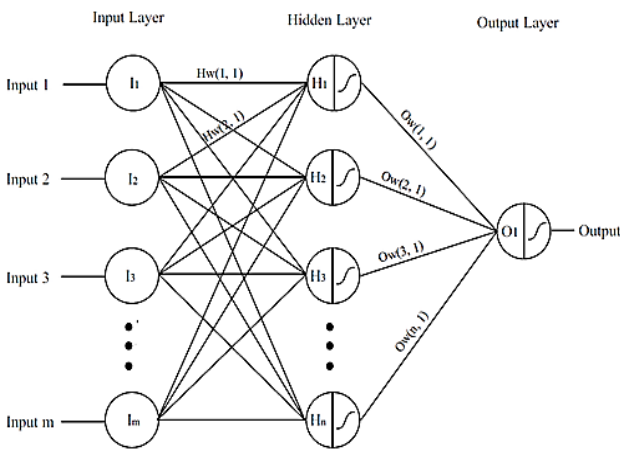 Input Layer
Hidden Layer
Output Layer
Input 1
I1
Hw(1, 1)
H1
Ow(1, 1)
Hw(2, 1)
Input 2
I2
H2
Ow(2, 1)
O1
Output
Input 3
I3
H3
Ow(3, 1)
Ow(n, 1)
Input m
Im
Hn